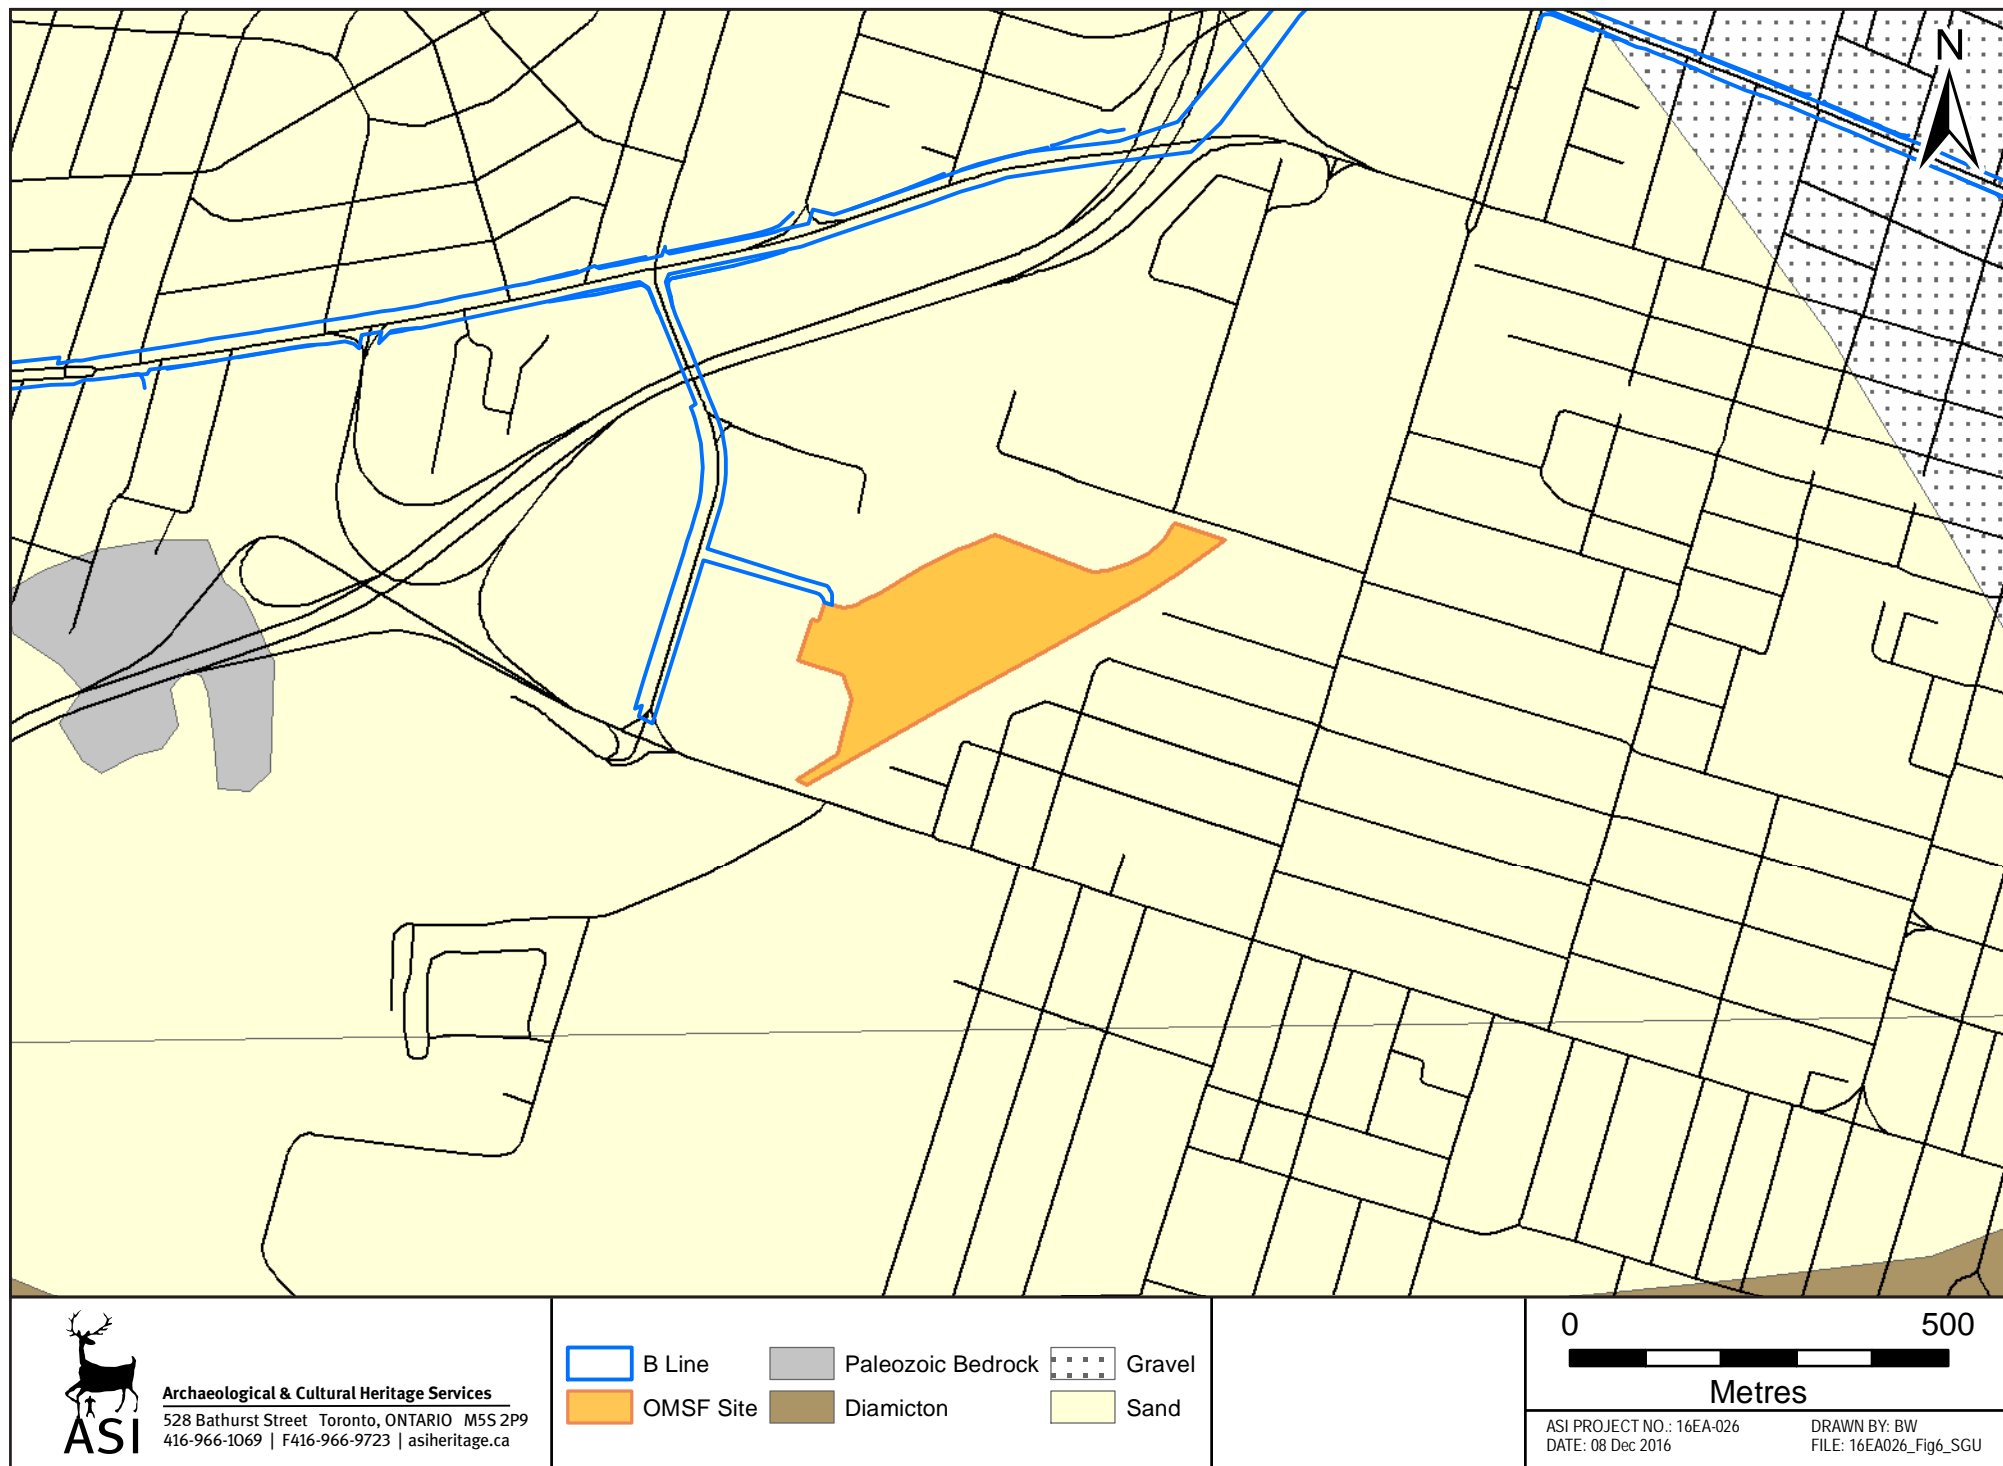 N
ASI
Archaeological & Cultural Heritage Services
528 Bathurst Street Toronto, ONTARIO M5S 2P9
416-966-1069 | F416-966-9723 | asiheritage.ca
B Line
OMSF Site
Paleozoic Bedrock
Diamicton
Gravel
Sand
0 500
Metres
ASI PROJECT NO.: 16EA-026
DATE: 08 Dec 2016
DRAWN BY: BW
FILE: 16EA026_Fig6_SGU